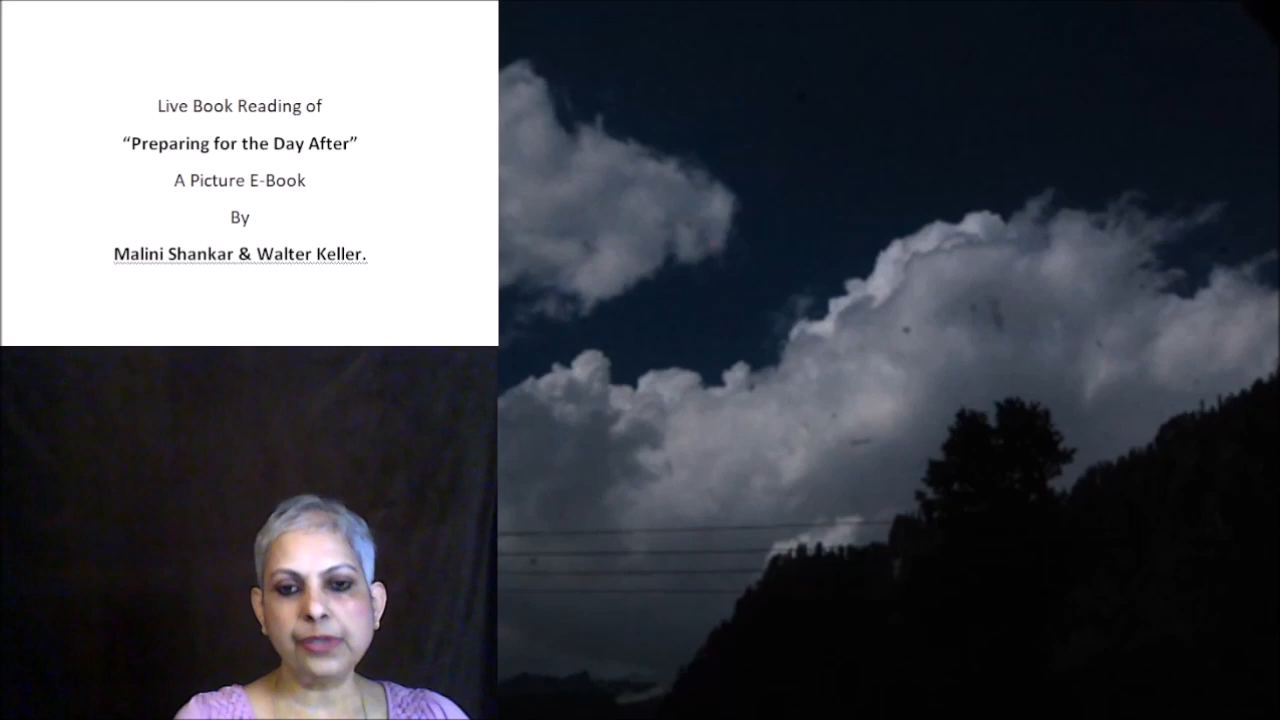 Live Book Reading of
“Preparing for the Day After”
A Picture E-Book
By
Malini Shankar & Walter Keller.